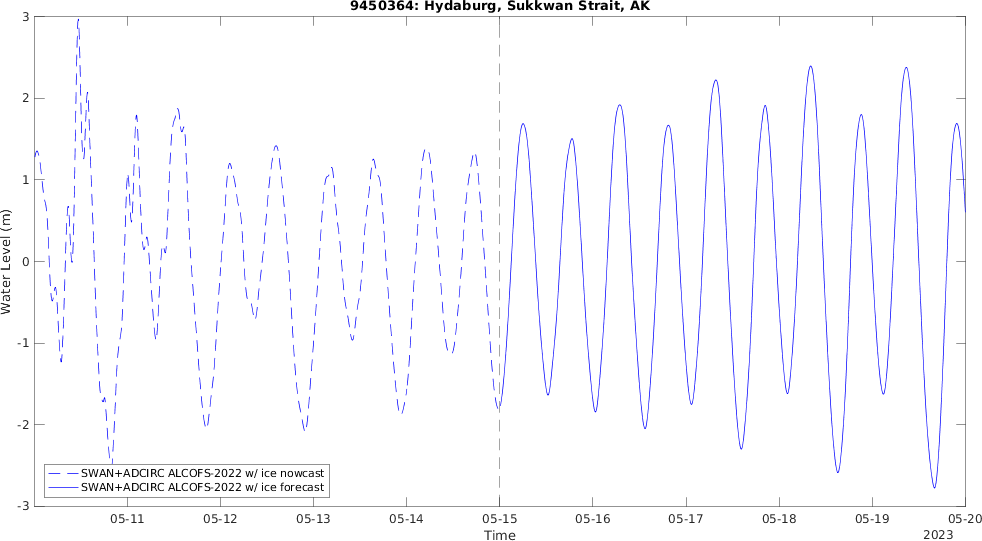 9450364: Hydaburg, Sukkwan Strait, AK
3
2
1
0
-1
-2
-3
Water Level (m)
SWAN+ADCIRC ALCOFS-2022 w/ ice nowcast
SWAN+ADCIRC ALCOFS-2022 w/ ice forecast
05-11 05-12 05-13 05-14 05-15 05-16 05-17 05-18 05-19 05-20
Time
2023